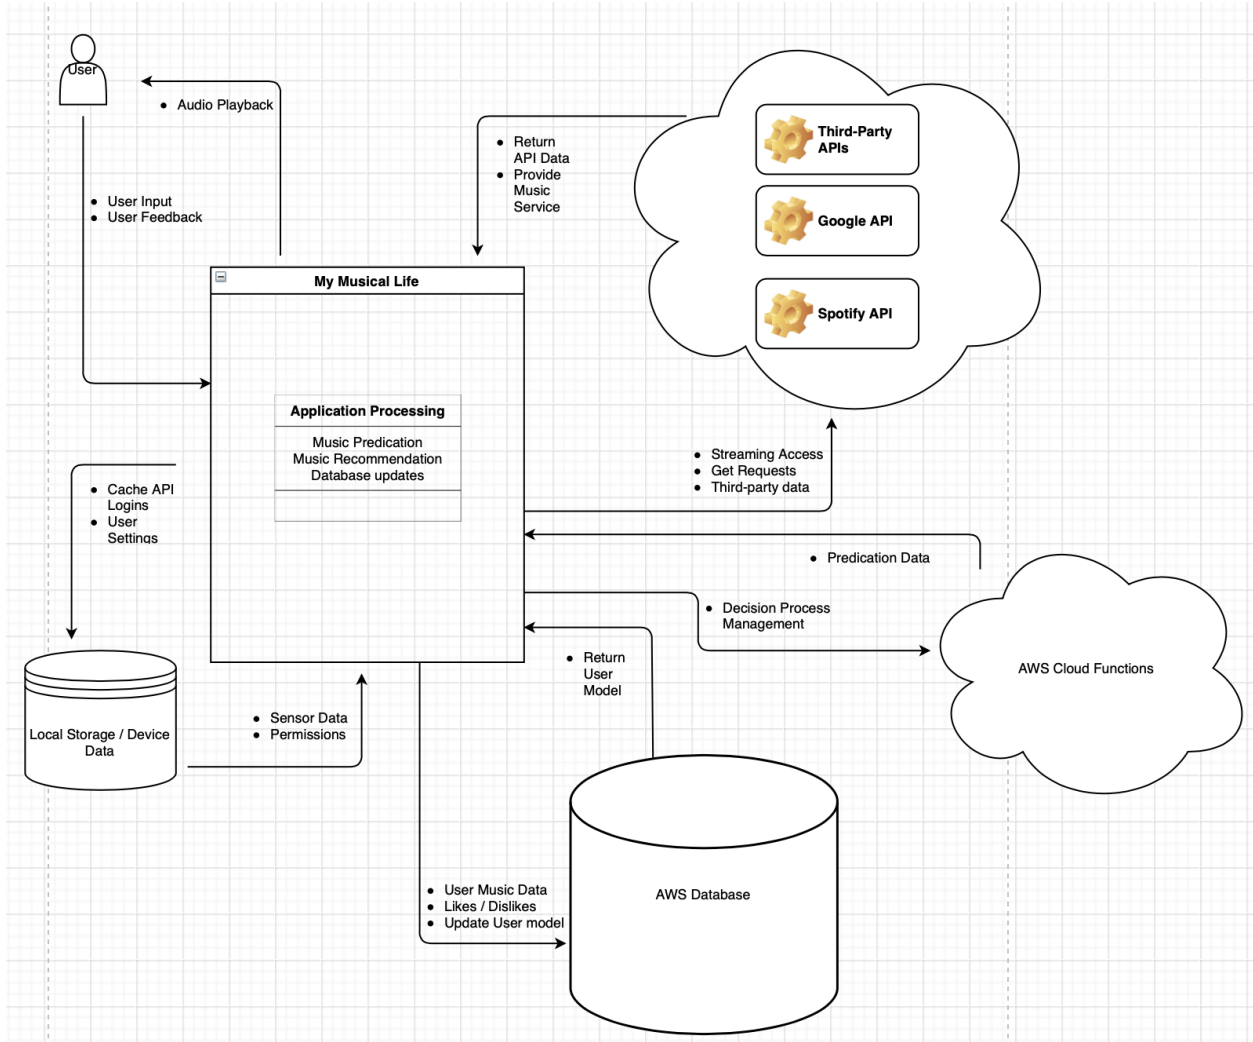 User
● Audio Playback
● User Input
● User Feedback
● Return
API Data
● Provide
Music
Service
Third-Party
APIs
Google API
Spotify API
My Musical Life
Application Processing
Music Predication
Music Recommendation
Database updates
● Cache API
Logins
● User
Settings
● Streaming Access
● Get Requests
● Third-party data
● Predication Data
● Decision Process
Management
AWS Cloud Functions
● Return
User
Model
Local Storage / Device
Data
● Sensor Data
● Permissions
● User Music Data
● Likes / Dislikes
● Update User model
AWS Database